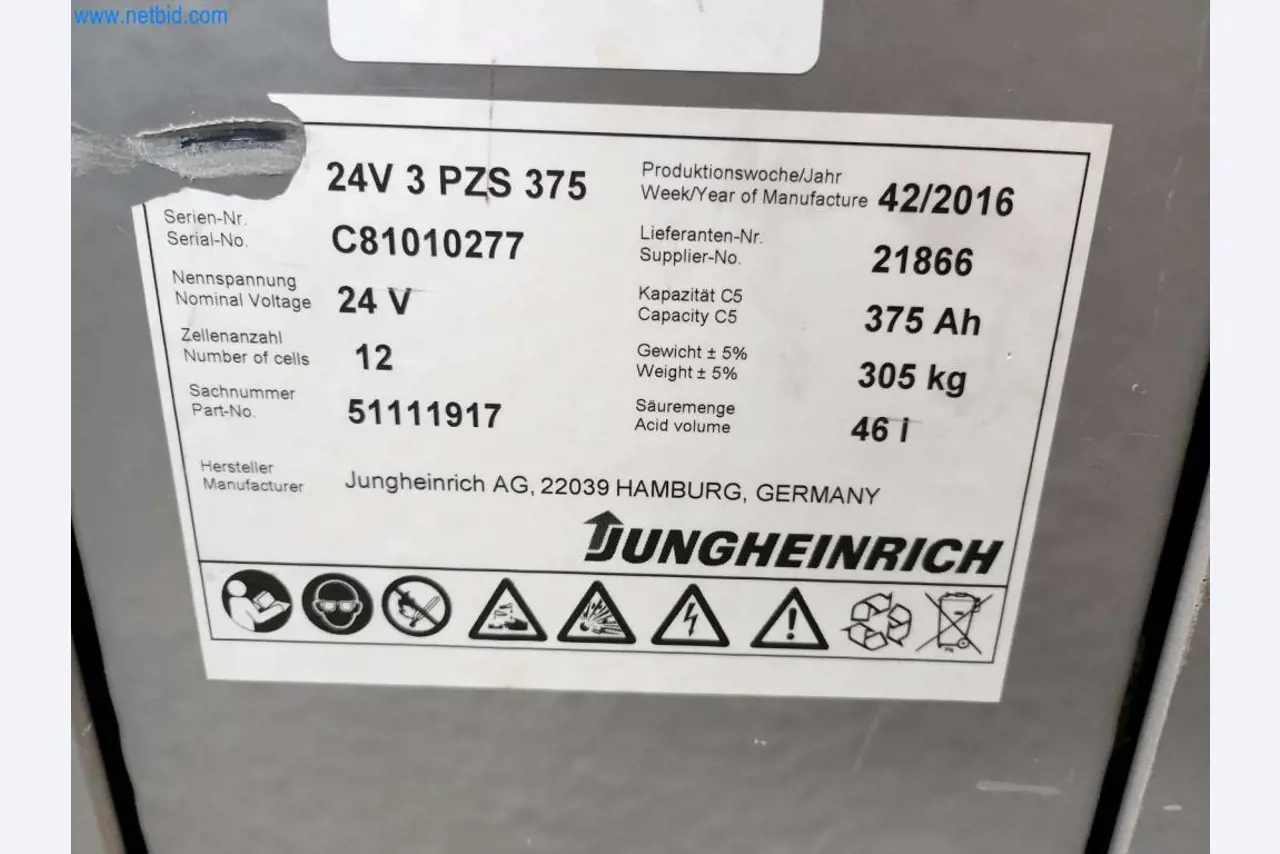 www.netbid.com
24V 3 PZS 375
Serien-Nr.
Serial-No. C81010277
Nennspannung
Nominal Voltage 24 V
Zellenanzahl
Number of cells 12
Sachnummer
Part-No. 51111917
Produktionswoche/Jahr
Week/Year of Manufacture 42/2016
Lieferanten-Nr.
Supplier-No. 21866
Kapazität C5
Capacity C5 375 Ah
Gewicht ± 5%
Weight ± 5% 305 kg
Säuremenge
Acid volume 46 l
Hersteller
Manufacturer Jungheinrich AG, 22039 HAMBURG, GERMANY
JUNGHEINRICH